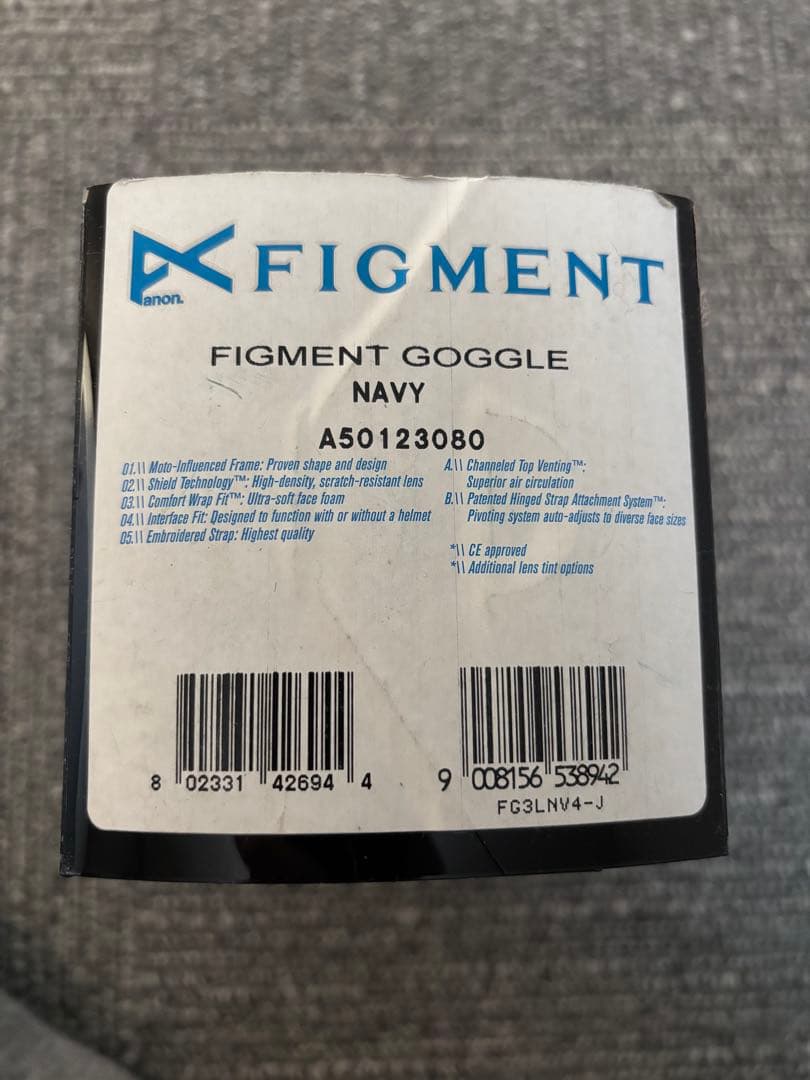 anon.
FIGMENT
FIGMENT GOGGLE
NAVY
A50123080
01.\\ Moto-Influenced Frame: Proven shape and design
02.\\ Shield Technology™: High-density, scratch-resistant lens
03.\\ Comfort Wrap Fit™: Ultra-soft face foam
04.\\ Interface Fit: Designed to function with or without a helmet
05.\\ Embroidered Strap: Highest quality
A.\\ Channeled Top Venting™:
Superior air circulation
B.\\ Patented Hinged Strap Attachment System™:
Pivoting system auto-adjusts to diverse face sizes
*\\ CE approved
*\\ Additional lens tint options
8 02331 42694 4
9 008156 538942
FG3LNV4-J